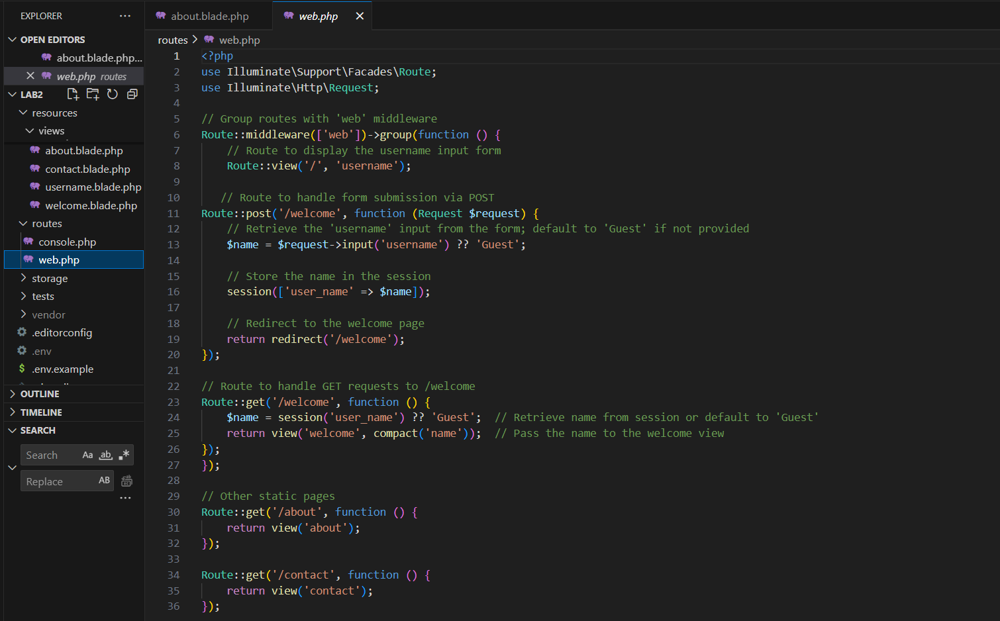 EXPLORER
OPEN EDITORS
about.blade.php...
web.php routes
LAB2
resources
views
about.blade.php
contact.blade.php
username.blade.php
welcome.blade.php
routes
console.php
web.php
storage
tests
vendor
.editorconfig
.env
$ .env.example
OUTLINE
TIMELINE
SEARCH
Search Aa ab .*
Replace AB
about.blade.php web.php
routes > web.php
1 <?php
2 use Illuminate\Support\Facades\Route;
3 use Illuminate\Http\Request;
4
5 // Group routes with 'web' middleware
6 Route::middleware(['web'])->group(function () {
7     // Route to display the username input form
8     Route::view('/', 'username');
9
10    // Route to handle form submission via POST
11 Route::post('/welcome', function (Request $request) {
12     // Retrieve the 'username' input from the form; default to 'Guest' if not provided
13     $name = $request->input('username') ?? 'Guest';
14
15     // Store the name in the session
16     session(['user_name' => $name]);
17
18     // Redirect to the welcome page
19     return redirect('/welcome');
20 });
21
22 // Route to handle GET requests to /welcome
23 Route::get('/welcome', function () {
24     $name = session('user_name') ?? 'Guest';  // Retrieve name from session or default to 'Guest'
25     return view('welcome', compact('name'));  // Pass the name to the welcome view
26 });
27 });
28
29 // Other static pages
30 Route::get('/about', function () {
31     return view('about');
32 });
33
34 Route::get('/contact', function () {
35     return view('contact');
36 });